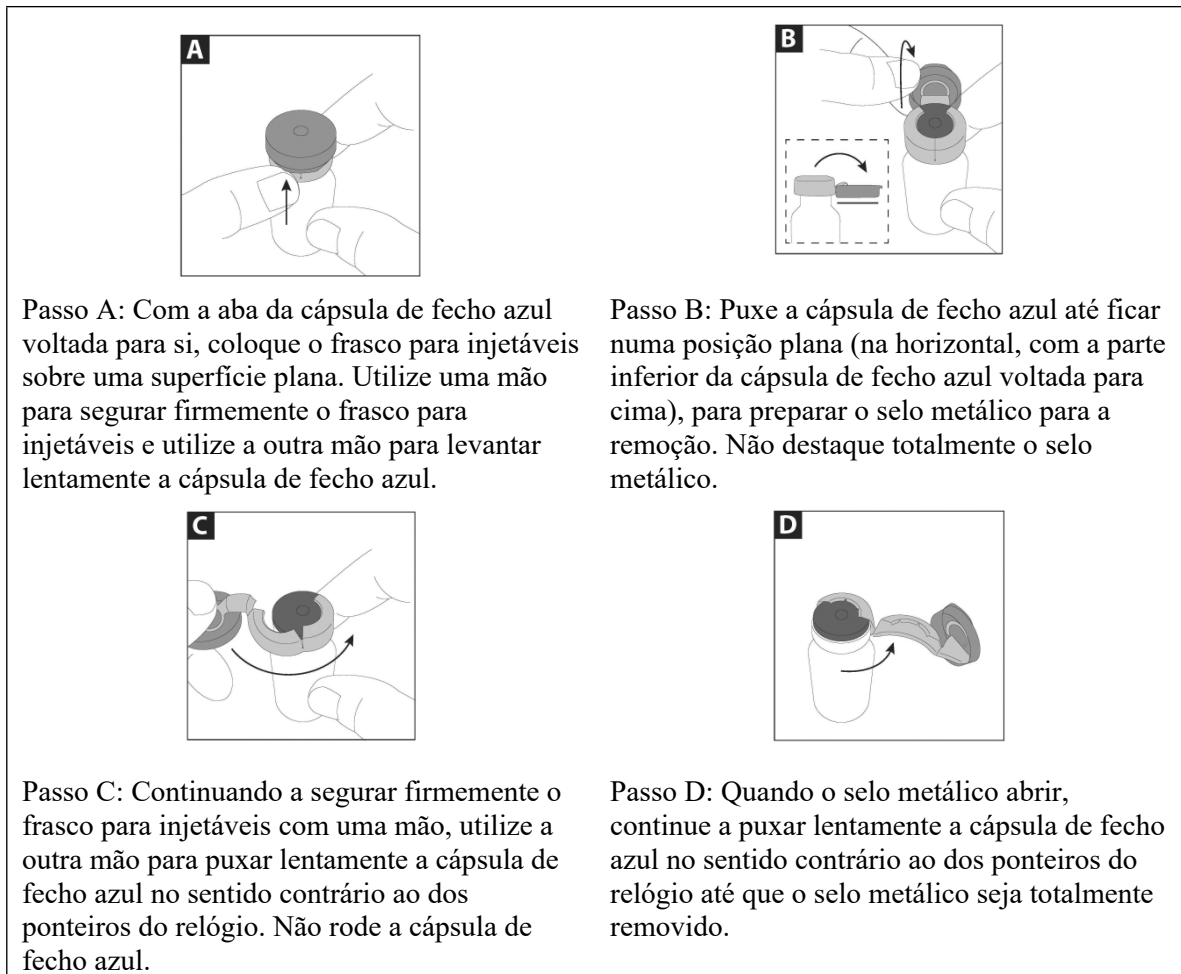 A
B
Passo A: Com a aba da cápsula de fecho azul
voltada para si, coloque o frasco para injetáveis
sobre uma superfície plana. Utilize uma mão
para segurar firmemente o frasco para
injetáveis e utilize a outra mão para levantar
lentamente a cápsula de fecho azul.
Passo B: Puxe a cápsula de fecho azul até ficar
numa posição plana (na horizontal, com a parte
inferior da cápsula de fecho azul voltada para
cima), para preparar o selo metálico para a
remoção. Não destaque totalmente o selo
metálico.
C
D
Passo C: Continuando a segurar firmemente o
frasco para injetáveis com uma mão, utilize a
outra mão para puxar lentamente a cápsula de
fecho azul no sentido contrário ao dos
ponteiros do relógio. Não rode a cápsula de
fecho azul.
Passo D: Quando o selo metálico abrir,
continue a puxar lentamente a cápsula de fecho
azul no sentido contrário ao dos ponteiros do
relógio até que o selo metálico seja totalmente
removido.